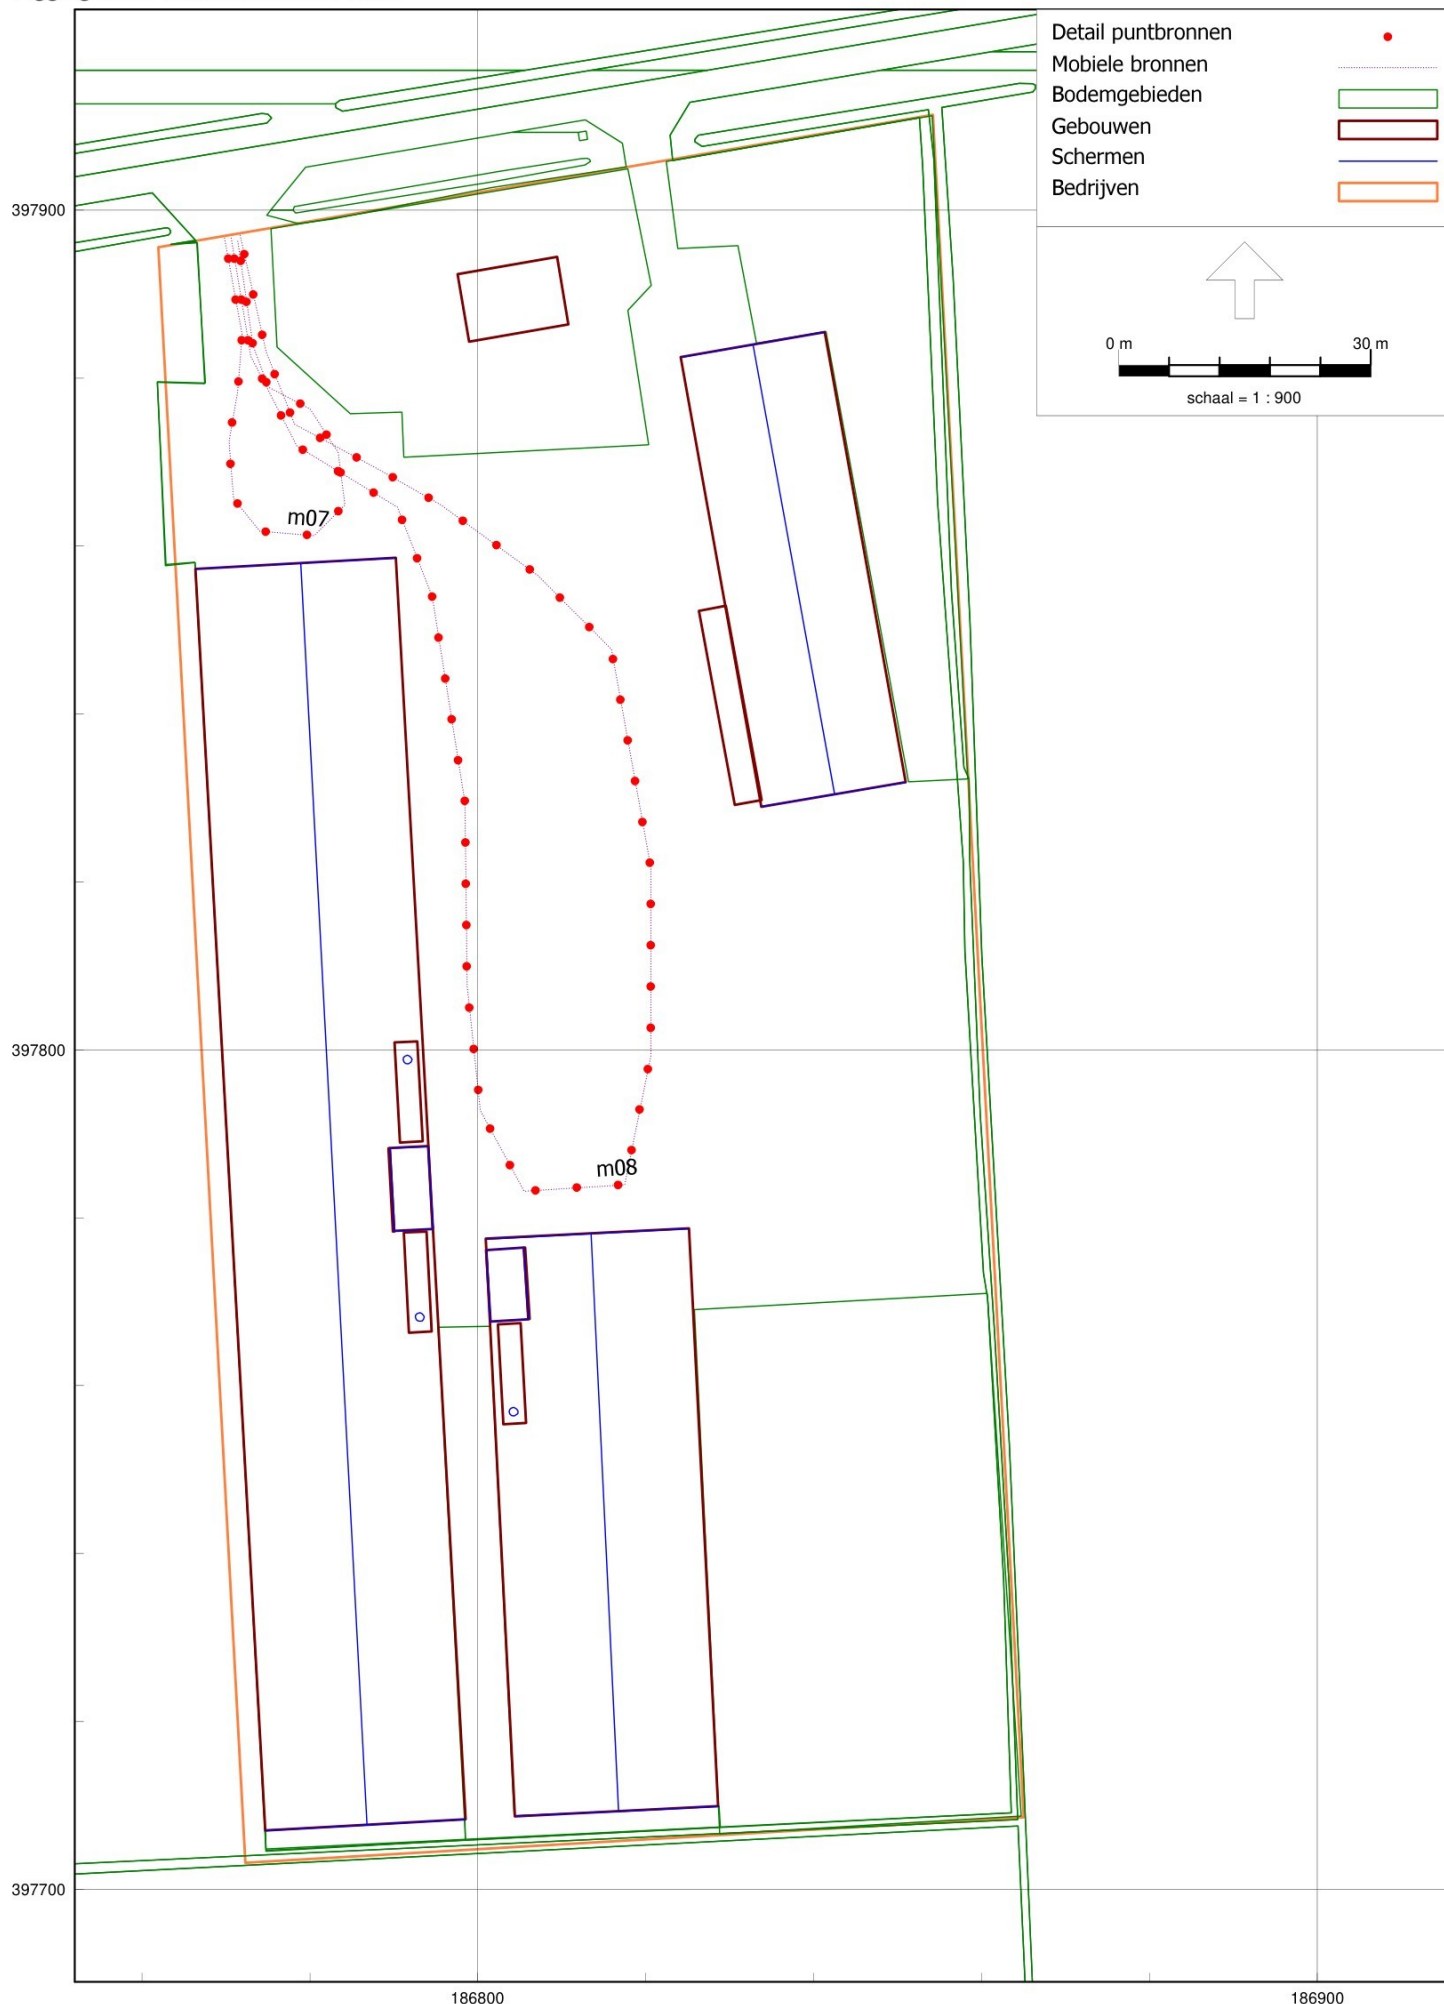 Detail puntbronnen
Mobiele bronnen
Bodemgebieden
Gebouwen
Schermen
Bedrijven
0 m 30 m
schaal = 1 : 900
397900
m07
397800
m08
397700
186800 186900